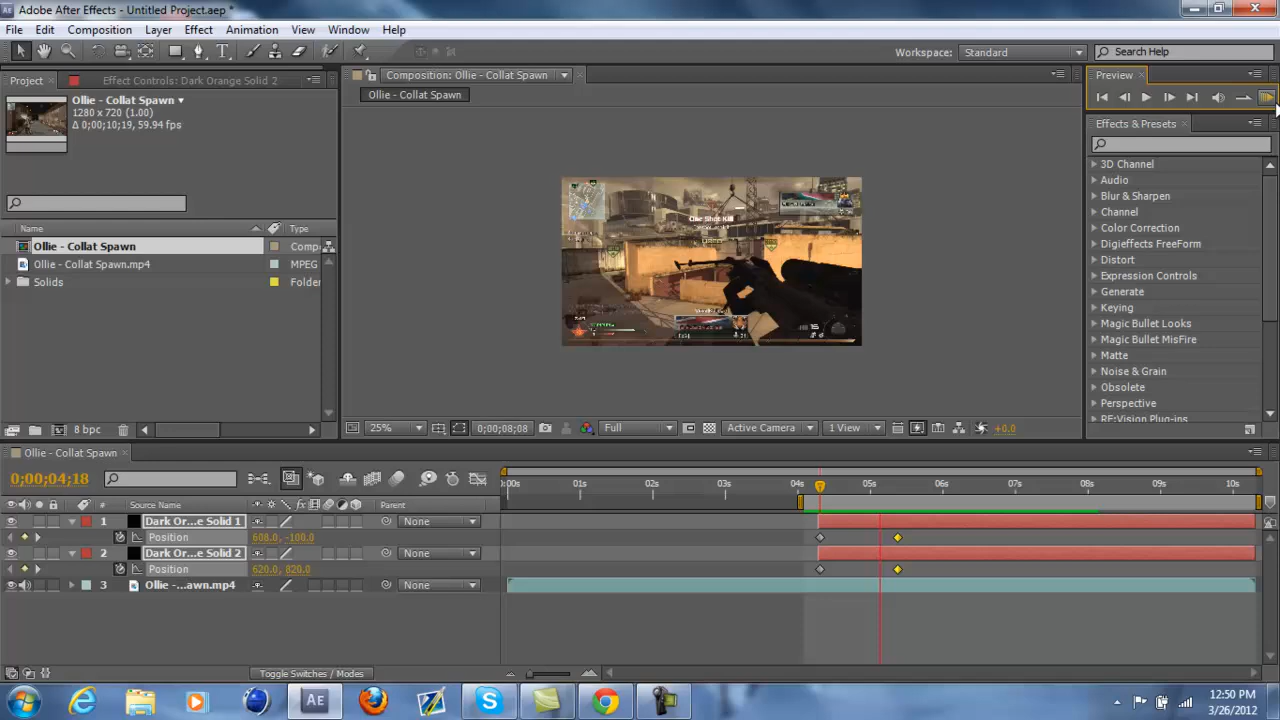 Adobe After Effects - Untitled Project.aep *
File Edit Composition Layer Effect Animation View Window Help
Workspace: Standard Search Help
Project Effect Controls: Dark Orange Solid 2
Ollie - Collat Spawn
1280 x 720 (1.00)
Δ 0;00;10;19, 59.94 fps
Name Type
Ollie - Collat Spawn Compo
Ollie - Collat Spawn.mp4 MPEG
Solids Folder
8 bpc
Composition: Ollie - Collat Spawn
Ollie - Collat Spawn
One Shot Kill
25% 0;00;08;08 Full Active Camera 1 View +0.0
Preview
Effects & Presets
3D Channel
Audio
Blur & Sharpen
Channel
Color Correction
Digieffects FreeForm
Distort
Expression Controls
Generate
Keying
Magic Bullet Looks
Magic Bullet MisFire
Matte
Noise & Grain
Obsolete
Perspective
RE:Vision Plug-ins
Ollie - Collat Spawn
0;00;04;18
:00s 01s 02s 03s 04s 05s 06s 07s 08s 09s 10s
# Source Name Parent
1 Dark Or...e Solid 1 None
Position 608.0, -100.0
2 Dark Or...e Solid 2 None
Position 620.0, 820.0
3 Ollie -...awn.mp4 None
Toggle Switches / Modes
12:50 PM
3/26/2012